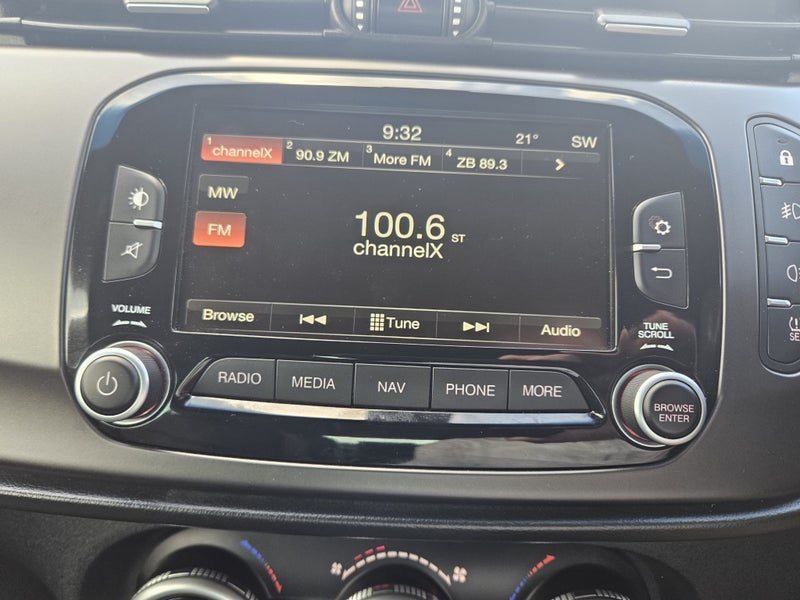 9:32 21° SW
1 channelX 2 90.9 ZM 3 More FM 4 ZB 89.3 >
MW
FM
100.6 ST
channelX
Browse Tune Audio
VOLUME
TUNE
SCROLL
RADIO MEDIA NAV PHONE MORE
BROWSE
ENTER